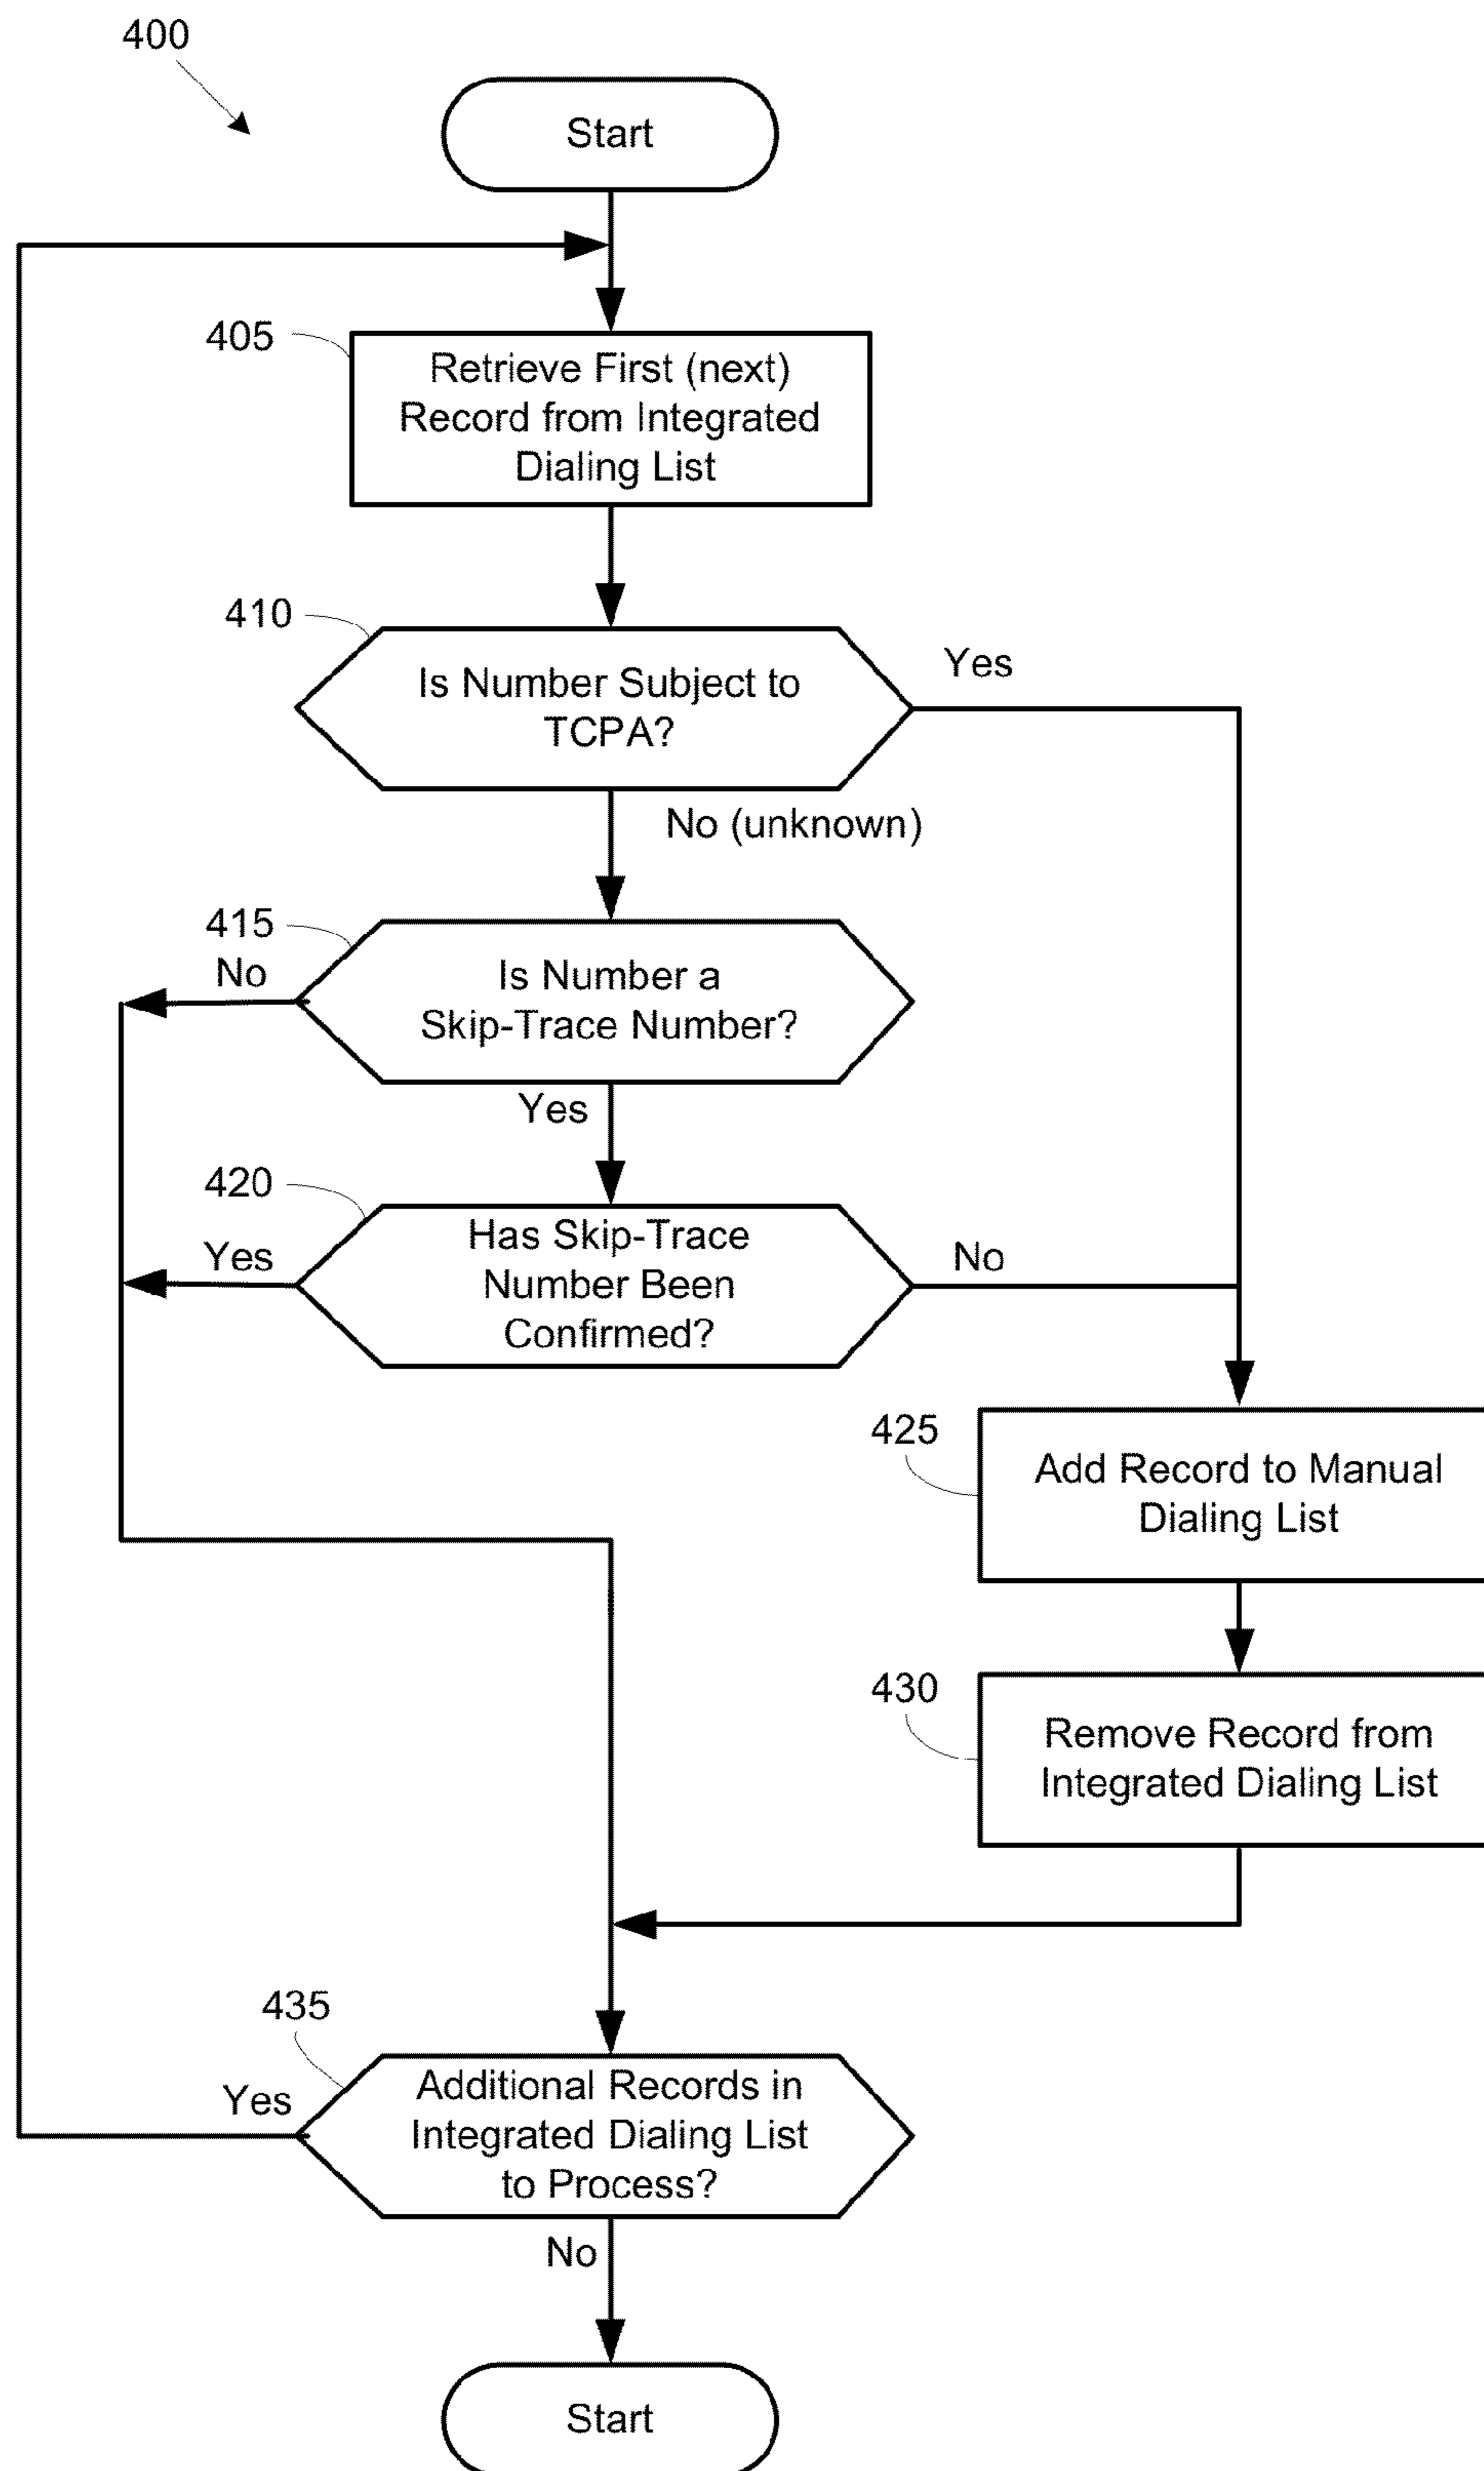 400
Start
405
Retrieve First (next)
Record from Integrated
Dialing List
410
Is Number Subject to
TCPA?
Yes
No (unknown)
415
No
Is Number a
Skip-Trace Number?
Yes
420
Yes
Has Skip-Trace
Number Been
Confirmed?
No
425
Add Record to Manual
Dialing List
430
Remove Record from
Integrated Dialing List
435
Yes
Additional Records in
Integrated Dialing List
to Process?
No
Start